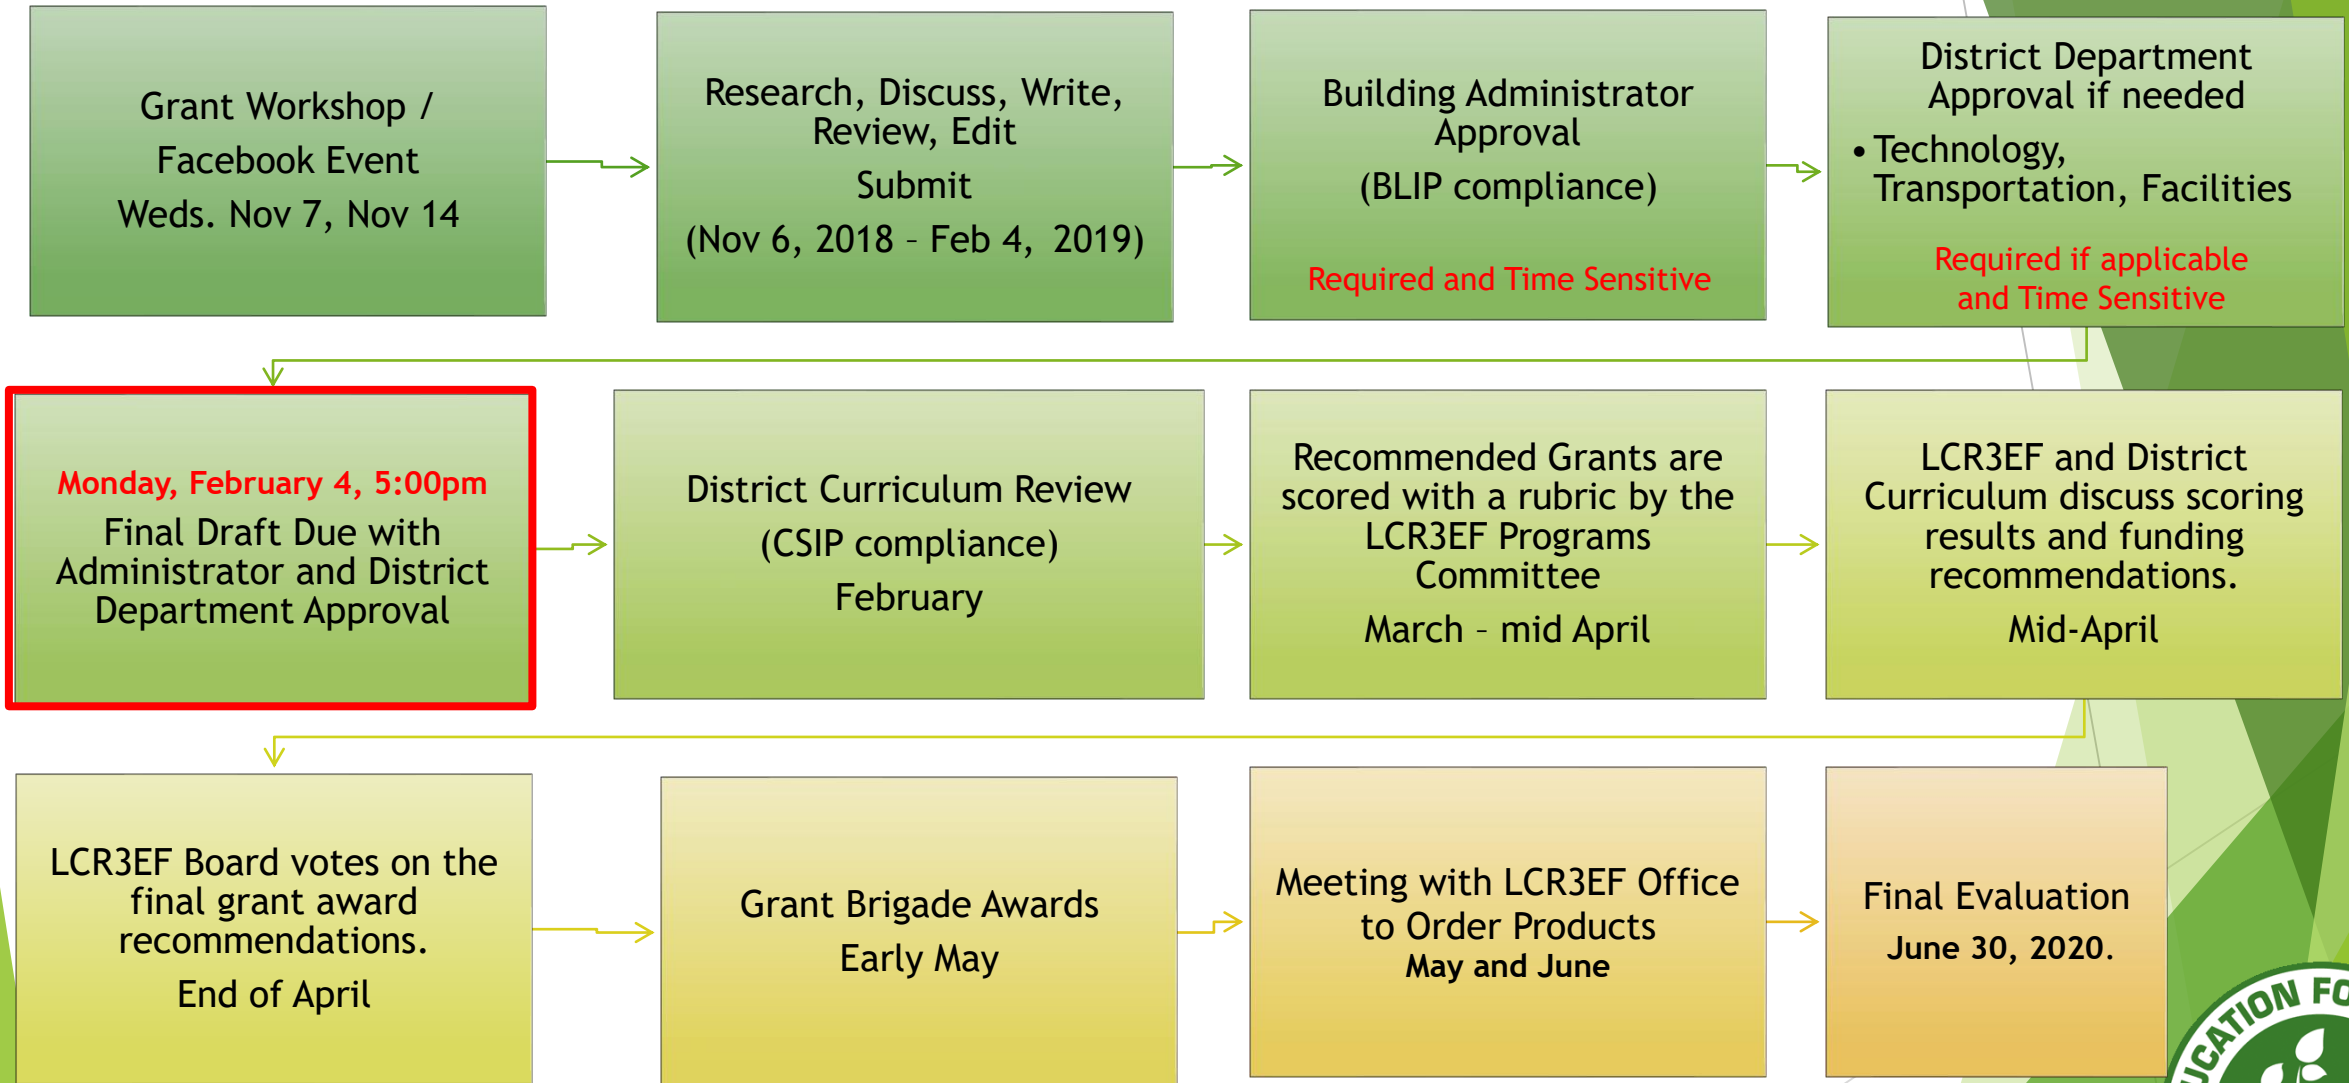 Grant Workshop /
Facebook Event
Weds. Nov 7, Nov 14
Research, Discuss, Write,
Review, Edit
Submit
(Nov 6, 2018 – Feb 4, 2019)
Building Administrator
Approval
(BLIP compliance)
Required and Time Sensitive
District Department
Approval if needed
• Technology,
Transportation, Facilities
Required if applicable
and Time Sensitive
Monday, February 4, 5:00pm
Final Draft Due with
Administrator and District
Department Approval
District Curriculum Review
(CSIP compliance)
February
Recommended Grants are
scored with a rubric by the
LCR3EF Programs
Committee
March – mid April
LCR3EF and District
Curriculum discuss scoring
results and funding
recommendations.
Mid-April
LCR3EF Board votes on the
final grant award
recommendations.
End of April
Grant Brigade Awards
Early May
Meeting with LCR3EF Office
to Order Products
May and June
Final Evaluation
June 30, 2020.